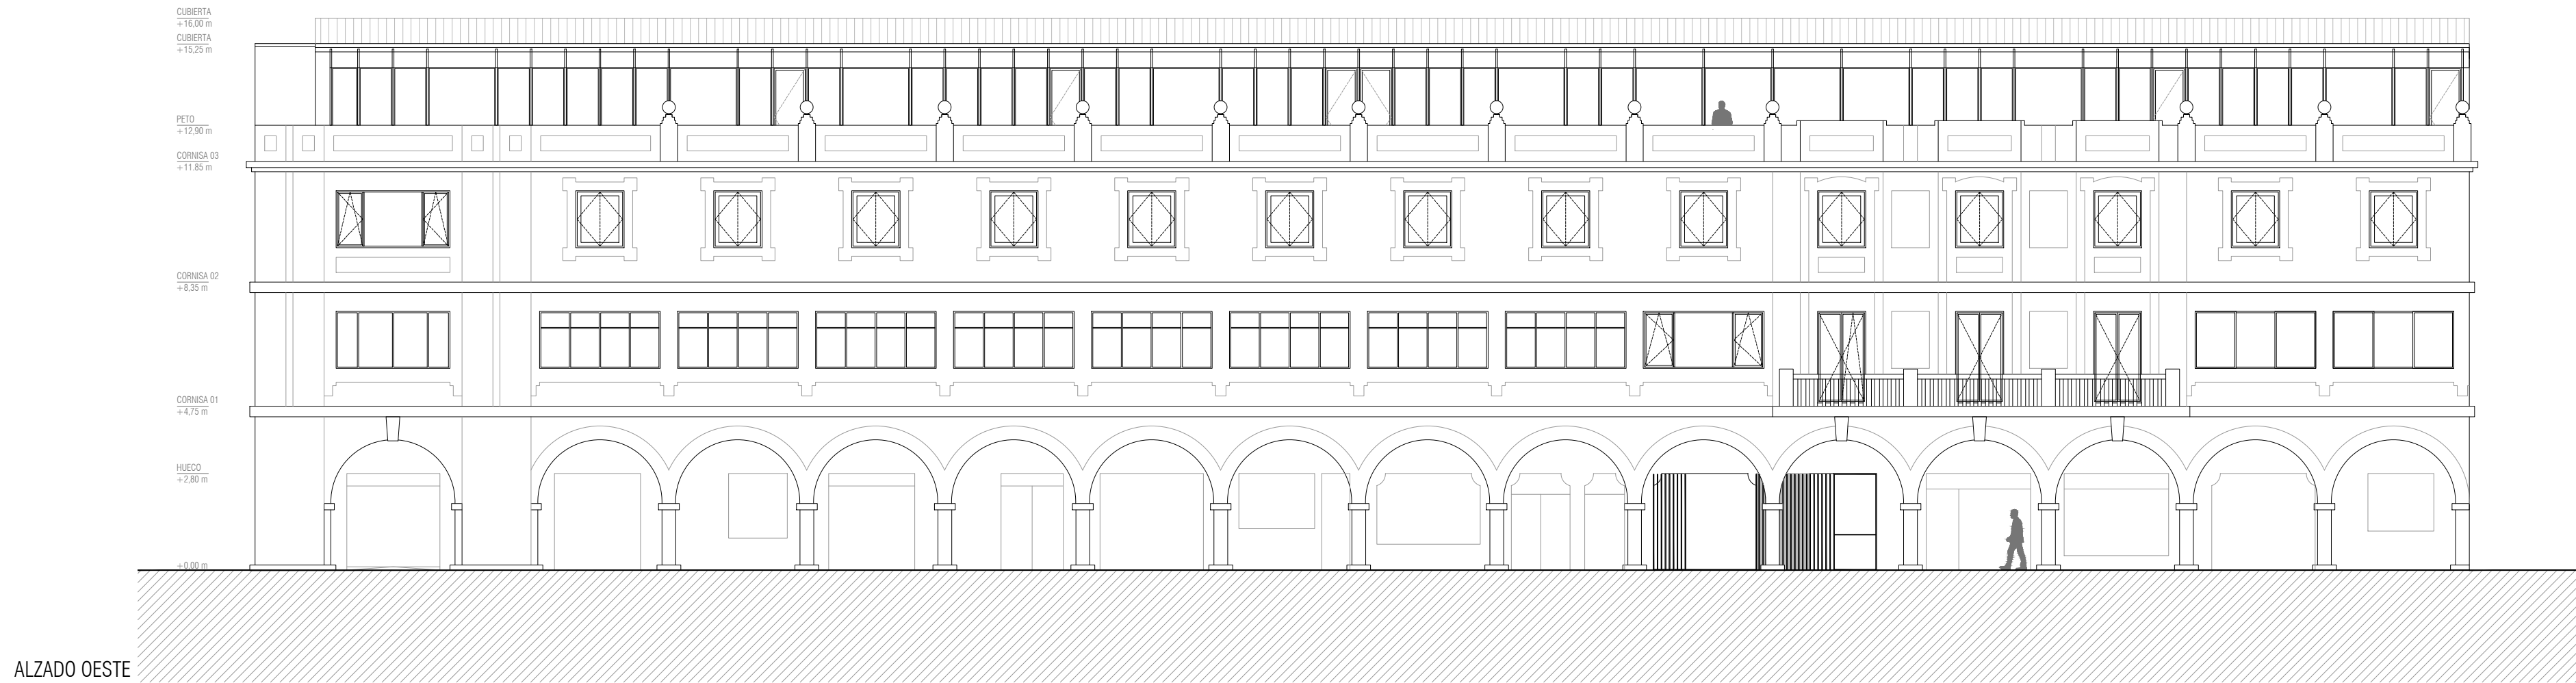 CUBIERTA
+16,00 m
CUBIERTA
+15,25 m
PETO
+12,90 m
CORNISA 03
+11.85 m
CORNISA 02
+8,35 m
CORNISA 01
+4,75 m
HUECO
+2,80 m
+0,00 m
ALZADO OESTE